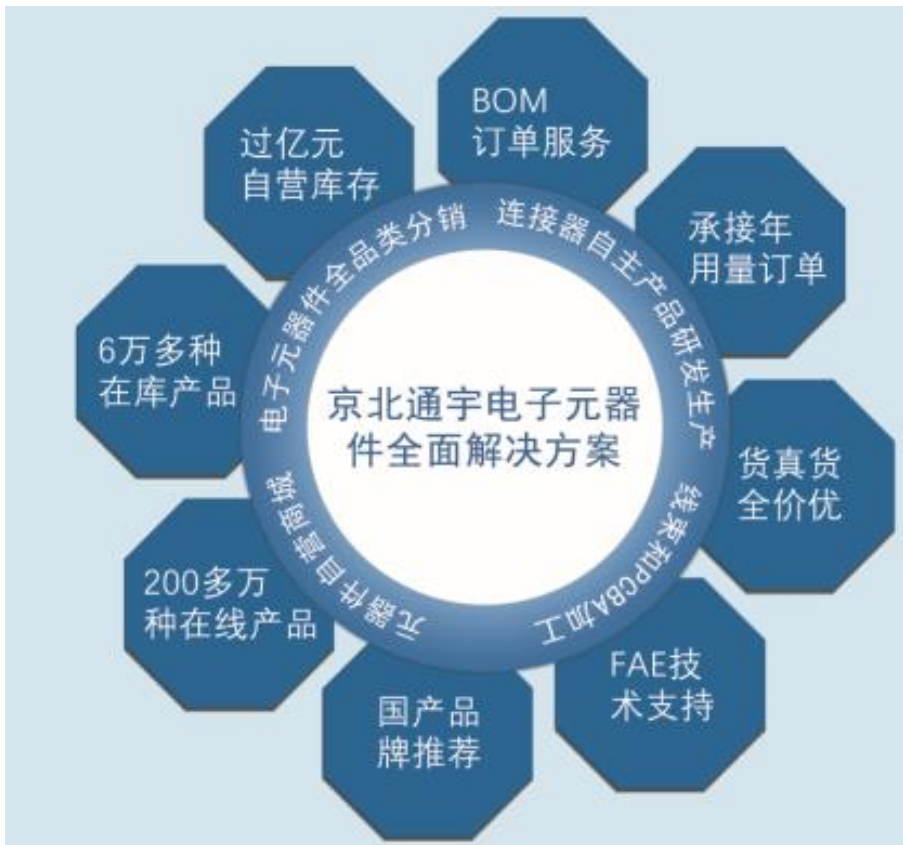 BOM
订单服务
承接年
用量订单
货真货
全价优
FAE技
术支持
国产品
牌推荐
200多万
种在线产品
6万多种
在库产品
过亿元
自营库存
电子元器件全品类分销
连接器自主产品研发生产
线束和PCBA加工
元器件自营商城
京北通宇电子元器
件全面解决方案